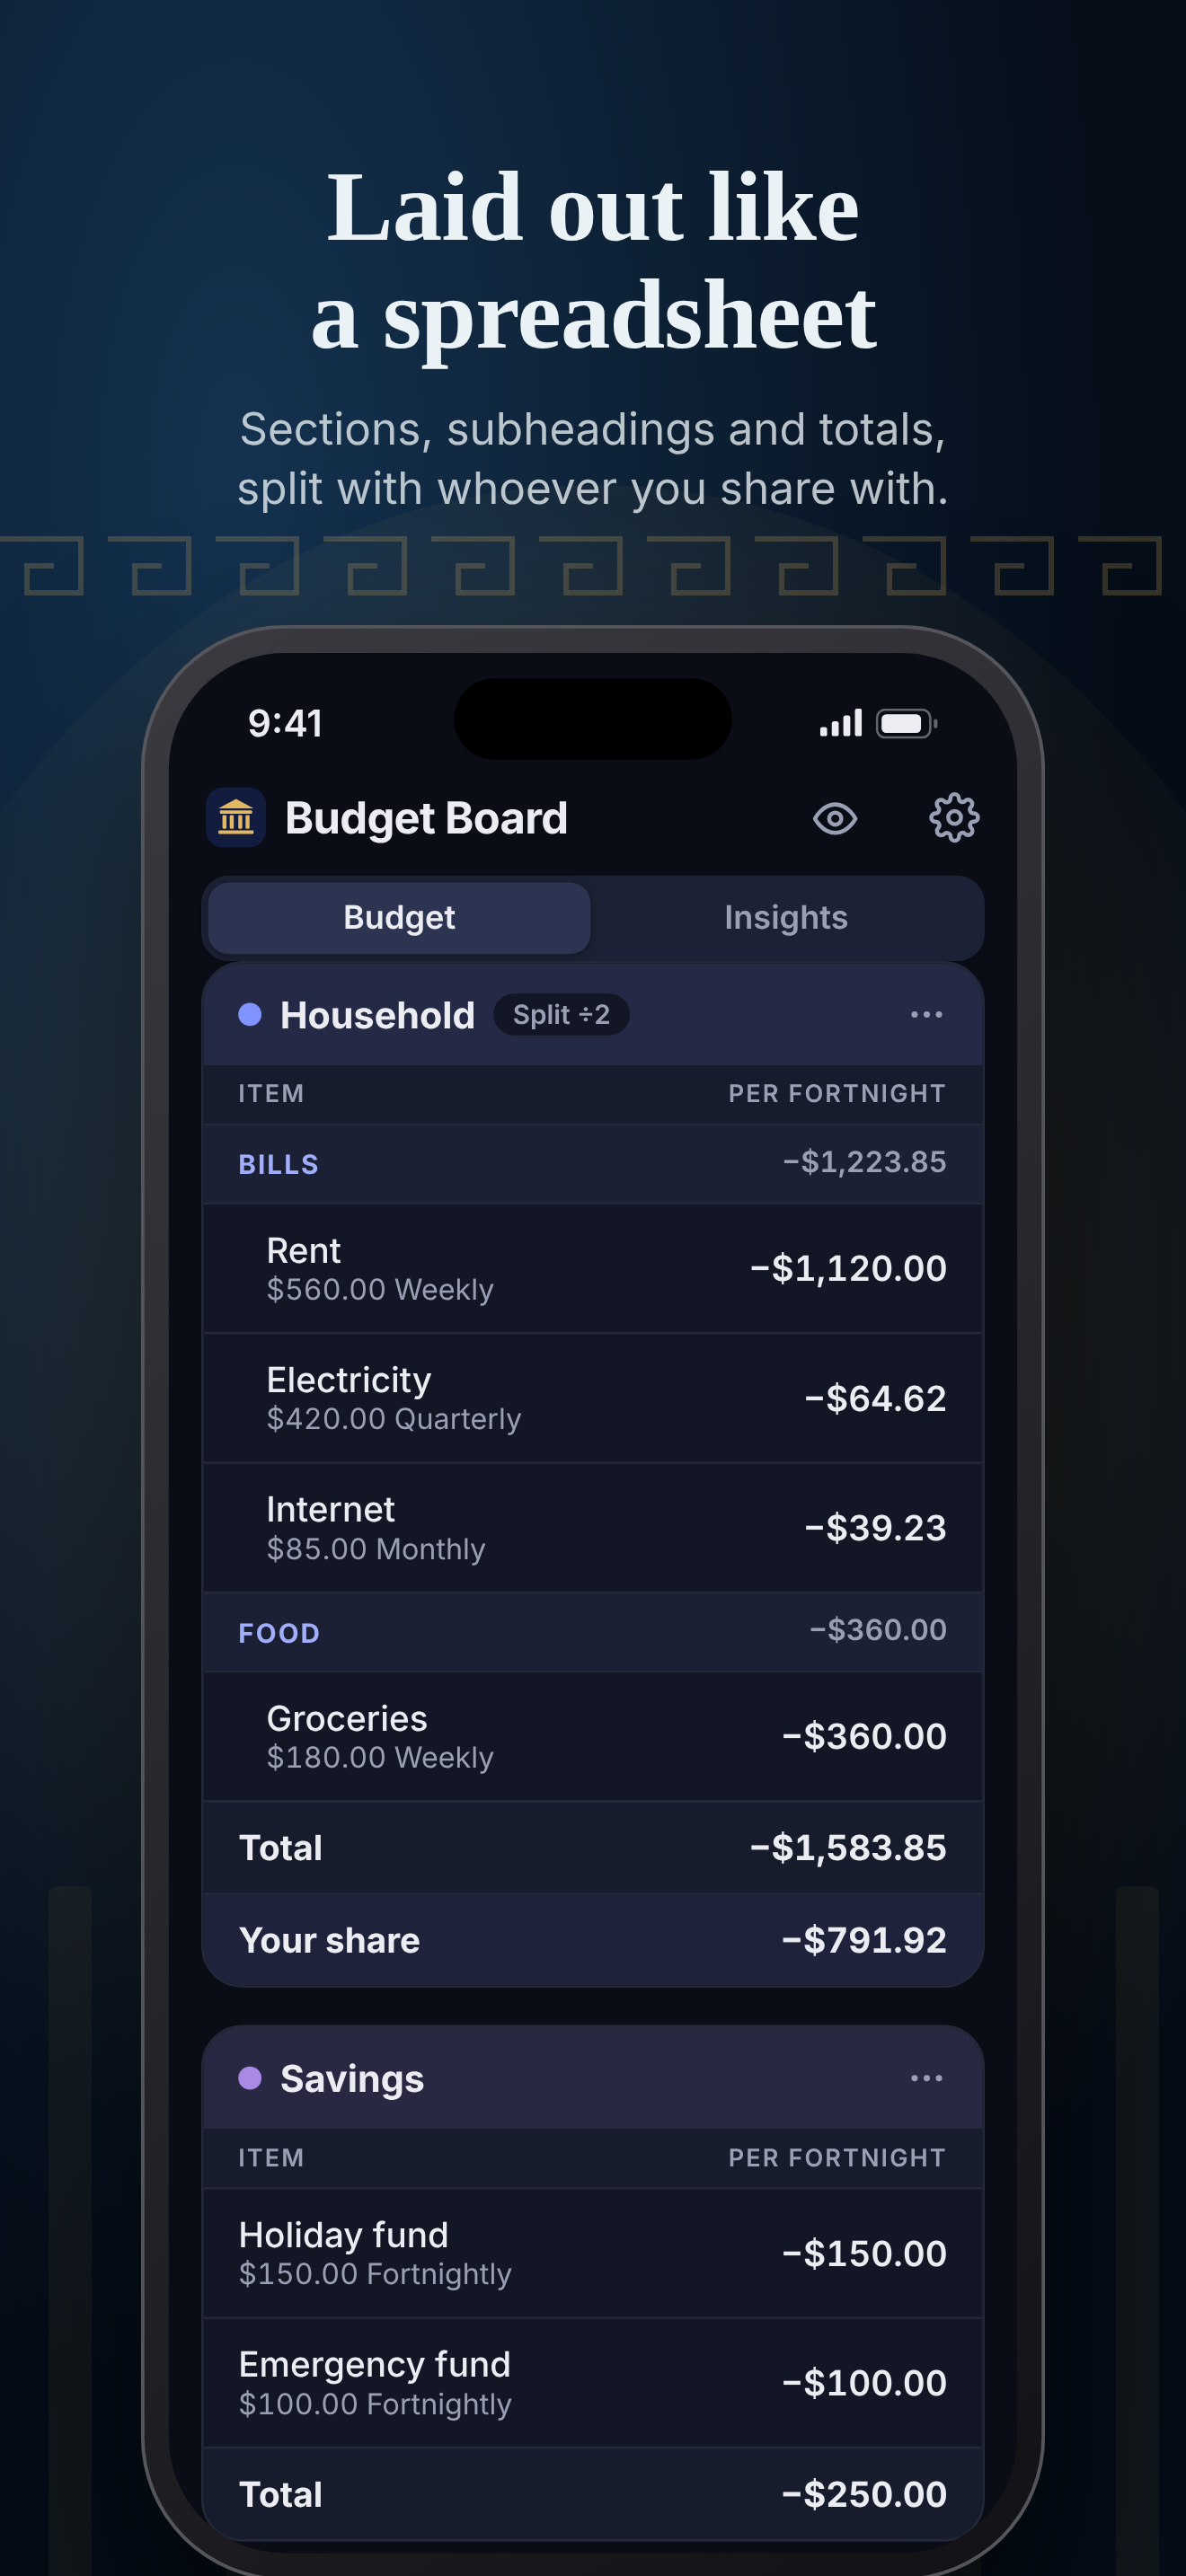 Laid out like
a spreadsheet
Sections, subheadings and totals,
split with whoever you share with.
9:41
Budget Board
Budget Insights
Household Split ÷2
ITEM PER FORTNIGHT
BILLS −$1,223.85
Rent
$560.00 Weekly −$1,120.00
Electricity
$420.00 Quarterly −$64.62
Internet
$85.00 Monthly −$39.23
FOOD −$360.00
Groceries
$180.00 Weekly −$360.00
Total −$1,583.85
Your share −$791.92
Savings
ITEM PER FORTNIGHT
Holiday fund
$150.00 Fortnightly −$150.00
Emergency fund
$100.00 Fortnightly −$100.00
Total −$250.00